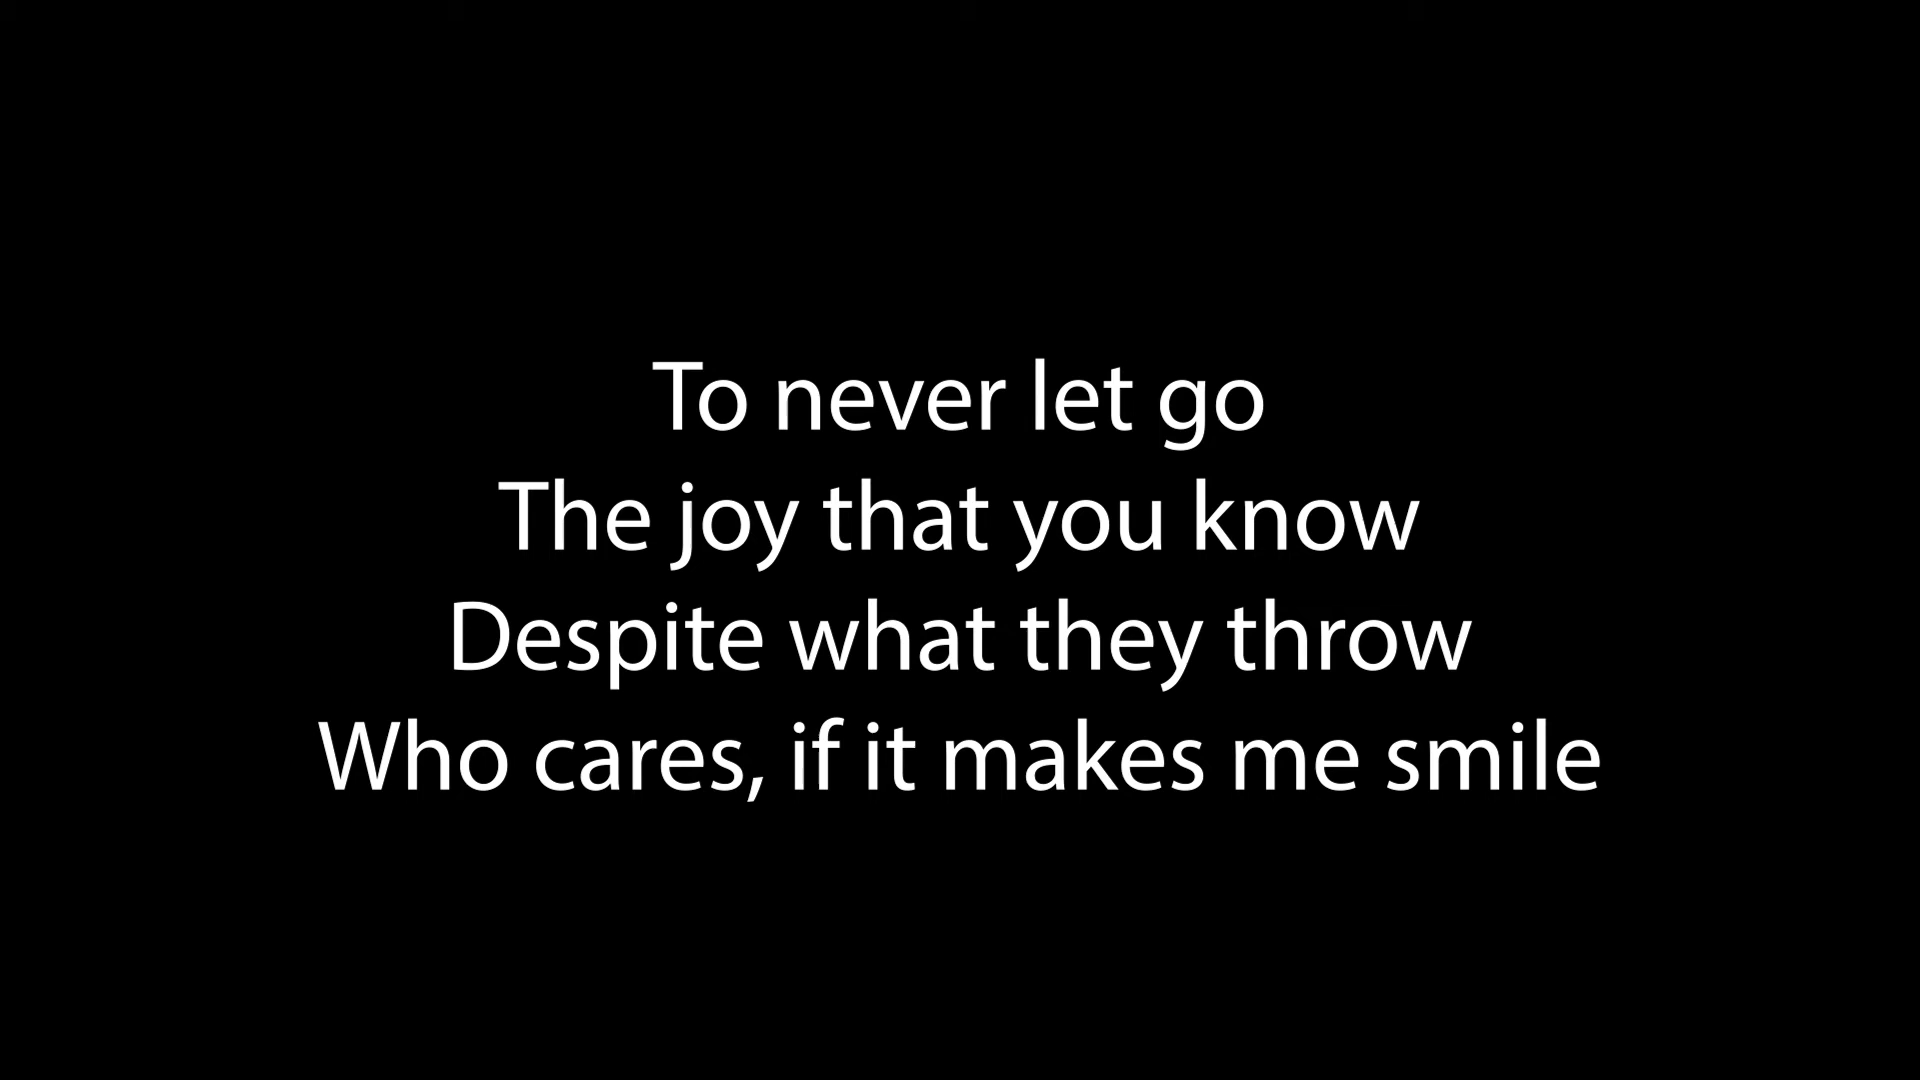 To never let go
The joy that you know
Despite what they throw
Who cares, if it makes me smile